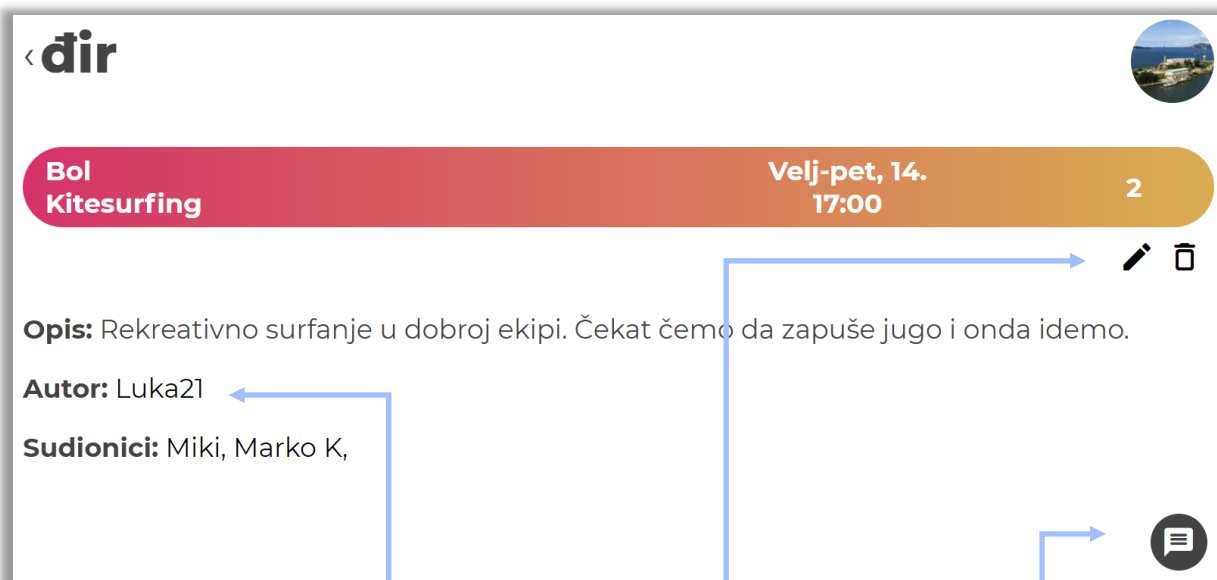 ‹ đir
Bol
Kitesurfing
Velj-pet, 14.
17:00
2
Opis: Rekreativno surfanje u dobroj ekipi. Čekat čemo da zapuše jugo i onda idemo.
Autor: Luka21
Sudionici: Miki, Marko K,